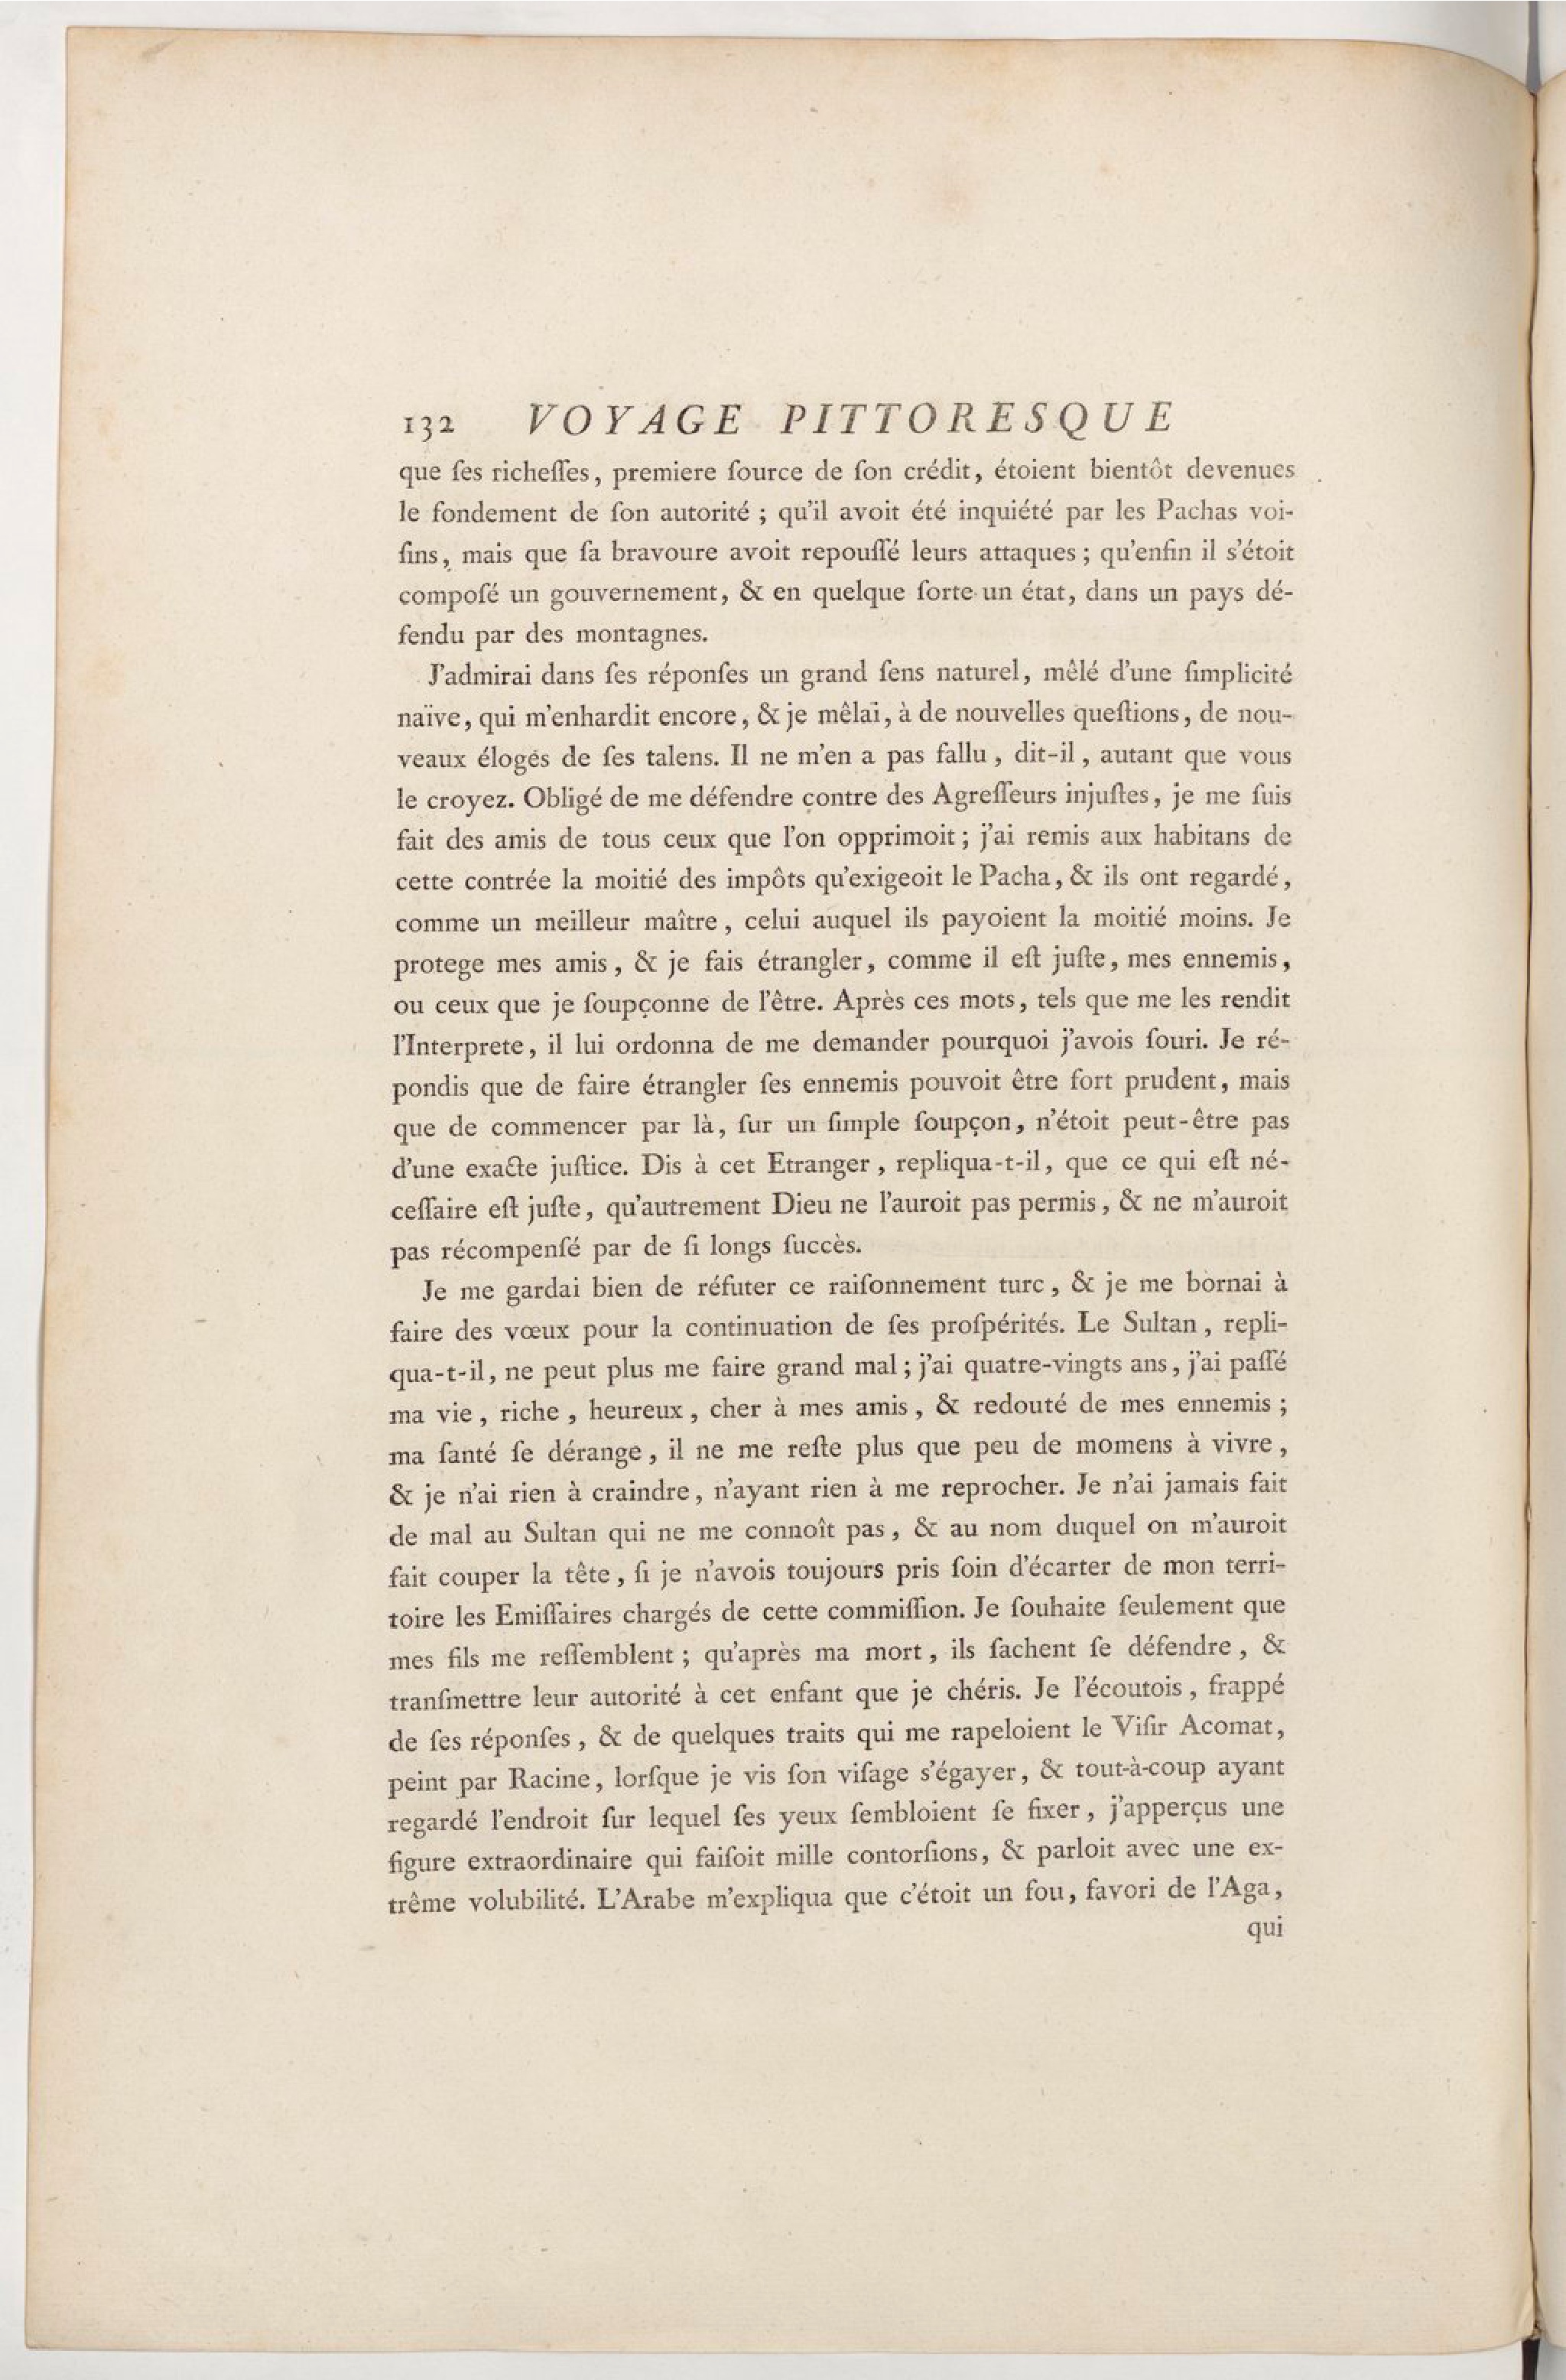 132 VOYAGE PITTORESQUE
que ſes richeſſes, premiere ſource de ſon crédit, étoient bientôt devenues
le fondement de ſon autorité ; qu'il avoit été inquiété par les Pachas voi-
ſins, mais que ſa bravoure avoit repouſſé leurs attaques ; qu'enfin il s'étoit
compoſé un gouvernement, & en quelque ſorte un état, dans un pays dé-
fendu par des montagnes.
J'admirai dans ſes réponſes un grand ſens naturel, mêlé d'une ſimplicité
naïve, qui m'enhardit encore, & je mêlai, à de nouvelles queſtions, de nou-
veaux éloges de ſes talens. Il ne m'en a pas fallu, dit-il, autant que vous
le croyez. Obligé de me défendre contre des Agreſſeurs injuſtes, je me ſuis
fait des amis de tous ceux que l'on opprimoit ; j'ai remis aux habitans de
cette contrée la moitié des impôts qu'exigeoit le Pacha, & ils ont regardé,
comme un meilleur maître, celui auquel ils payoient la moitié moins. Je
protege mes amis, & je fais étrangler, comme il eſt juſte, mes ennemis,
ou ceux que je ſoupçonne de l'être. Après ces mots, tels que me les rendit
l'Interprete, il lui ordonna de me demander pourquoi j'avois ſouri. Je ré-
pondis que de faire étrangler ſes ennemis pouvoit être fort prudent, mais
que de commencer par là, ſur un ſimple ſoupçon, n'étoit peut-être pas
d'une exacte juſtice. Dis à cet Etranger, repliqua-t-il, que ce qui eſt né-
ceſſaire eſt juſte, qu'autrement Dieu ne l'auroit pas permis, & ne m'auroit
pas récompenſé par de ſi longs ſuccès.
Je me gardai bien de réfuter ce raiſonnement turc, & je me bornai à
faire des vœux pour la continuation de ſes proſpérités. Le Sultan, repli-
qua-t-il, ne peut plus me faire grand mal ; j'ai quatre-vingts ans, j'ai paſſé
ma vie, riche, heureux, cher à mes amis, & redouté de mes ennemis ;
ma ſanté ſe dérange, il ne me reſte plus que peu de momens à vivre,
& je n'ai rien à craindre, n'ayant rien à me reprocher. Je n'ai jamais fait
de mal au Sultan qui ne me connoît pas, & au nom duquel on m'auroit
fait couper la tête, ſi je n'avois toujours pris ſoin d'écarter de mon terri-
toire les Emiſſaires chargés de cette commiſſion. Je ſouhaite ſeulement que
mes fils me reſſemblent ; qu'après ma mort, ils ſachent ſe défendre, &
tranſmettre leur autorité à cet enfant que je chéris. Je l'écoutois, frappé
de ſes réponſes, & de quelques traits qui me rapeloient le Viſir Acomat,
peint par Racine, lorſque je vis ſon viſage s'égayer, & tout-à-coup ayant
regardé l'endroit ſur lequel ſes yeux ſembloient ſe fixer, j'apperçus une
figure extraordinaire qui faiſoit mille contorſions, & parloit avec une ex-
trême volubilité. L'Arabe m'expliqua que c'étoit un fou, favori de l'Aga,
qui